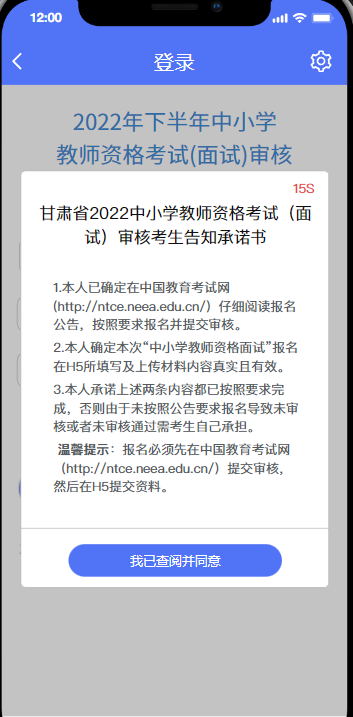 12:00
登录
2022年下半年中小学
教师资格考试(面试)审核
15S
甘肃省2022中小学教师资格考试（面
试）审核考生告知承诺书
1.本人已确定在中国教育考试网
(http://ntce.neea.edu.cn/）仔细阅读报名
公告，按照要求报名并提交审核。
2.本人确定本次“中小学教师资格面试”报名
在H5所填写及上传材料内容真实且有效。
3.本人承诺上述两条内容都已按照要求完
成，否则由于未按照公告要求报名导致未审
核或者未审核通过需考生自己承担。
温馨提示：报名必须先在中国教育考试网
（http://ntce.neea.edu.cn/）提交审核，
然后在H5提交资料。
我已查阅并同意